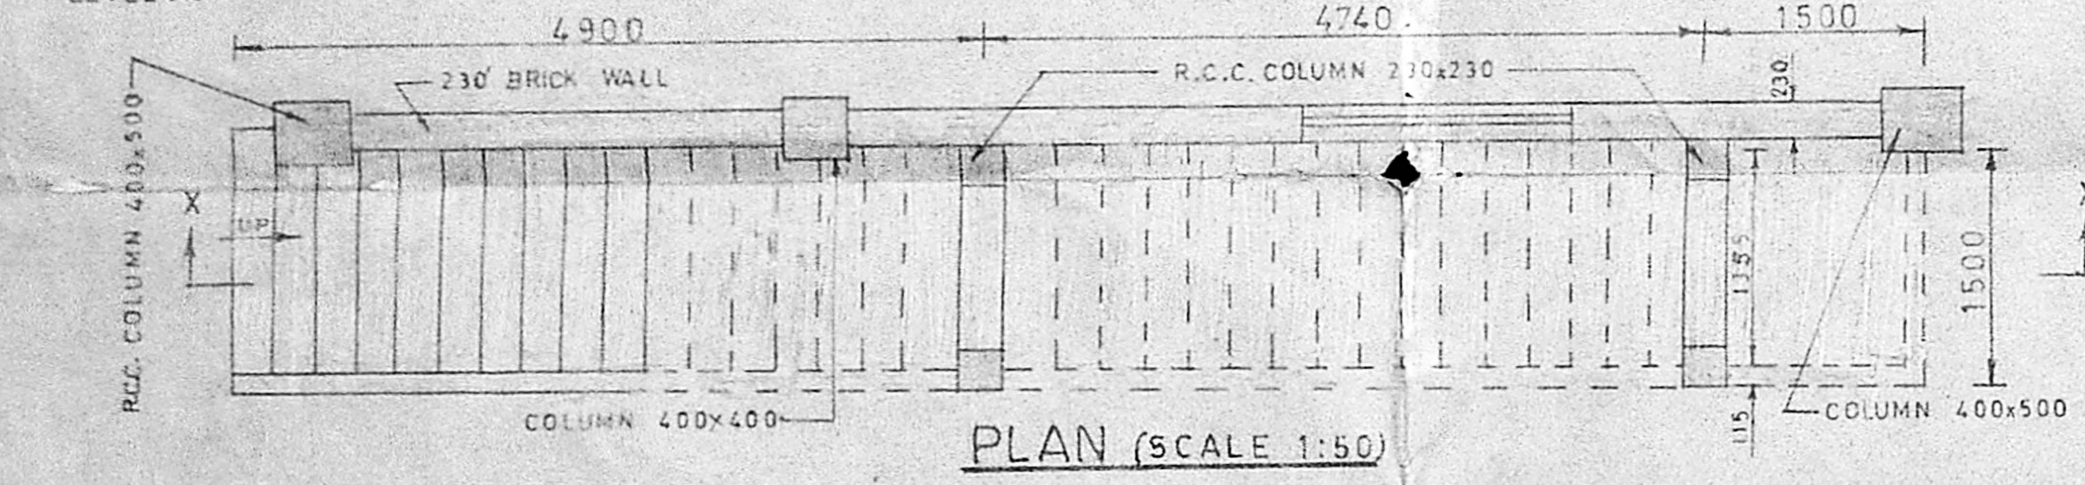 4900
4740
1500
230 BRICK WALL
R.C.C. COLUMN 230x230
230
R.C.C. COLUMN 400x500
X
UP
1355
1500
COLUMN 400x400
115
COLUMN 400x500
PLAN (SCALE 1:50)